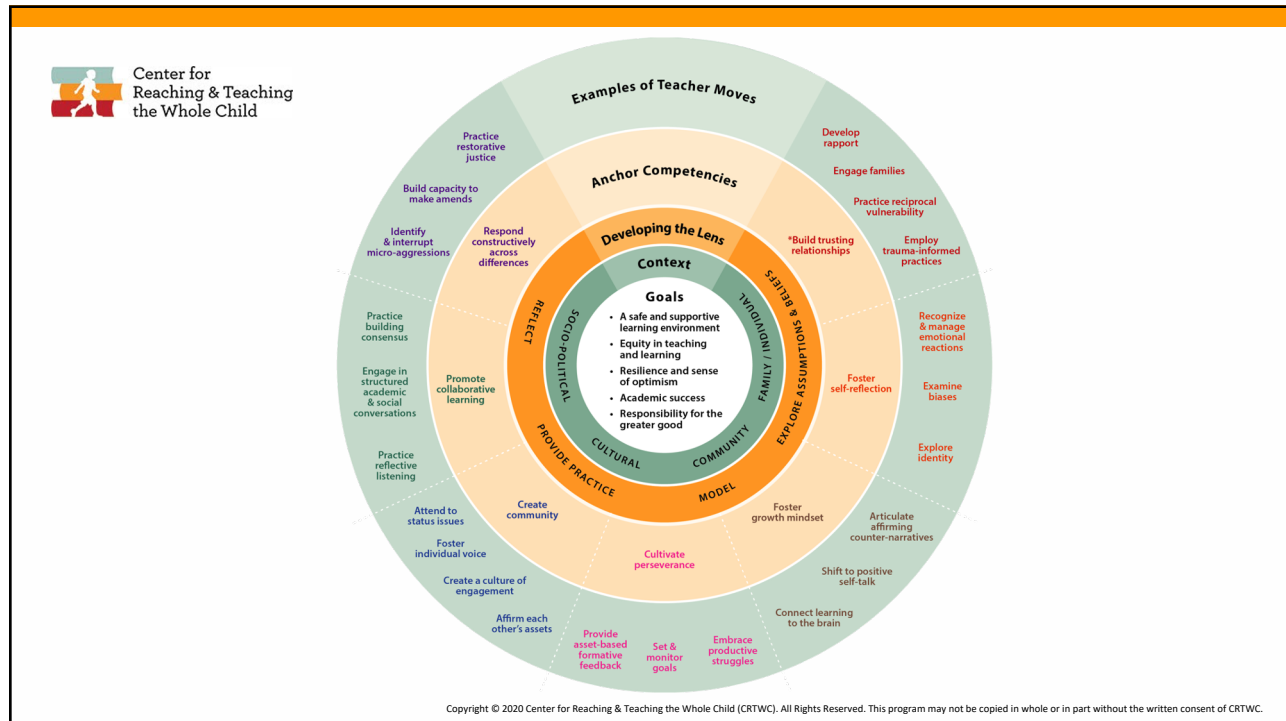 Center for
Reaching & Teaching
the Whole Child
Examples of Teacher Moves
Anchor Competencies
Developing the Lens
Context
Goals
• A safe and supportive
learning environment
• Equity in teaching
and learning
• Resilience and sense
of optimism
• Academic success
• Responsibility for the
greater good
SOCIO-POLITICAL
FAMILY / INDIVIDUAL
COMMUNITY
CULTURAL
REFLECT
EXPLORE ASSUMPTIONS & BELIEFS
MODEL
PROVIDE PRACTICE
*Build trusting
relationships
Develop
rapport
Engage families
Practice reciprocal
vulnerability
Employ
trauma-informed
practices
Foster
self-reflection
Recognize
& manage
emotional
reactions
Examine
biases
Explore
identity
Foster
growth mindset
Articulate
affirming
counter-narratives
Shift to positive
self-talk
Connect learning
to the brain
Cultivate
perseverance
Embrace
productive
struggles
Set &
monitor
goals
Provide
asset-based
formative
feedback
Create
community
Attend to
status issues
Foster
individual voice
Create a culture of
engagement
Affirm each
other's assets
Promote
collaborative
learning
Practice
building
consensus
Engage in
structured
academic
& social
conversations
Practice
reflective
listening
Respond
constructively
across
differences
Practice
restorative
justice
Build capacity to
make amends
Identify
& interrupt
micro-aggressions
Copyright © 2020 Center for Reaching & Teaching the Whole Child (CRTWC). All Rights Reserved. This program may not be copied in whole or in part without the written consent of CRTWC.